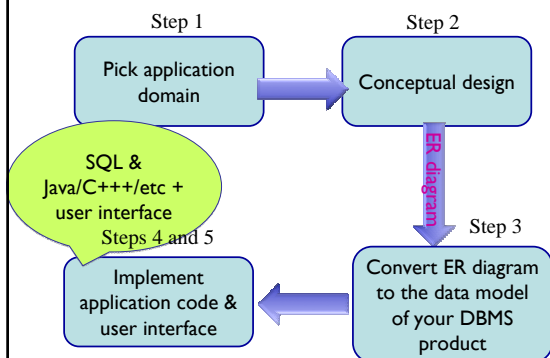 Step 1
Pick application
domain
Step 2
Conceptual design
ER diagram
Step 3
Convert ER diagram
to the data model
of your DBMS
product
Steps 4 and 5
Implement
application code &
user interface
SQL &
Java/C+++/etc +
user interface